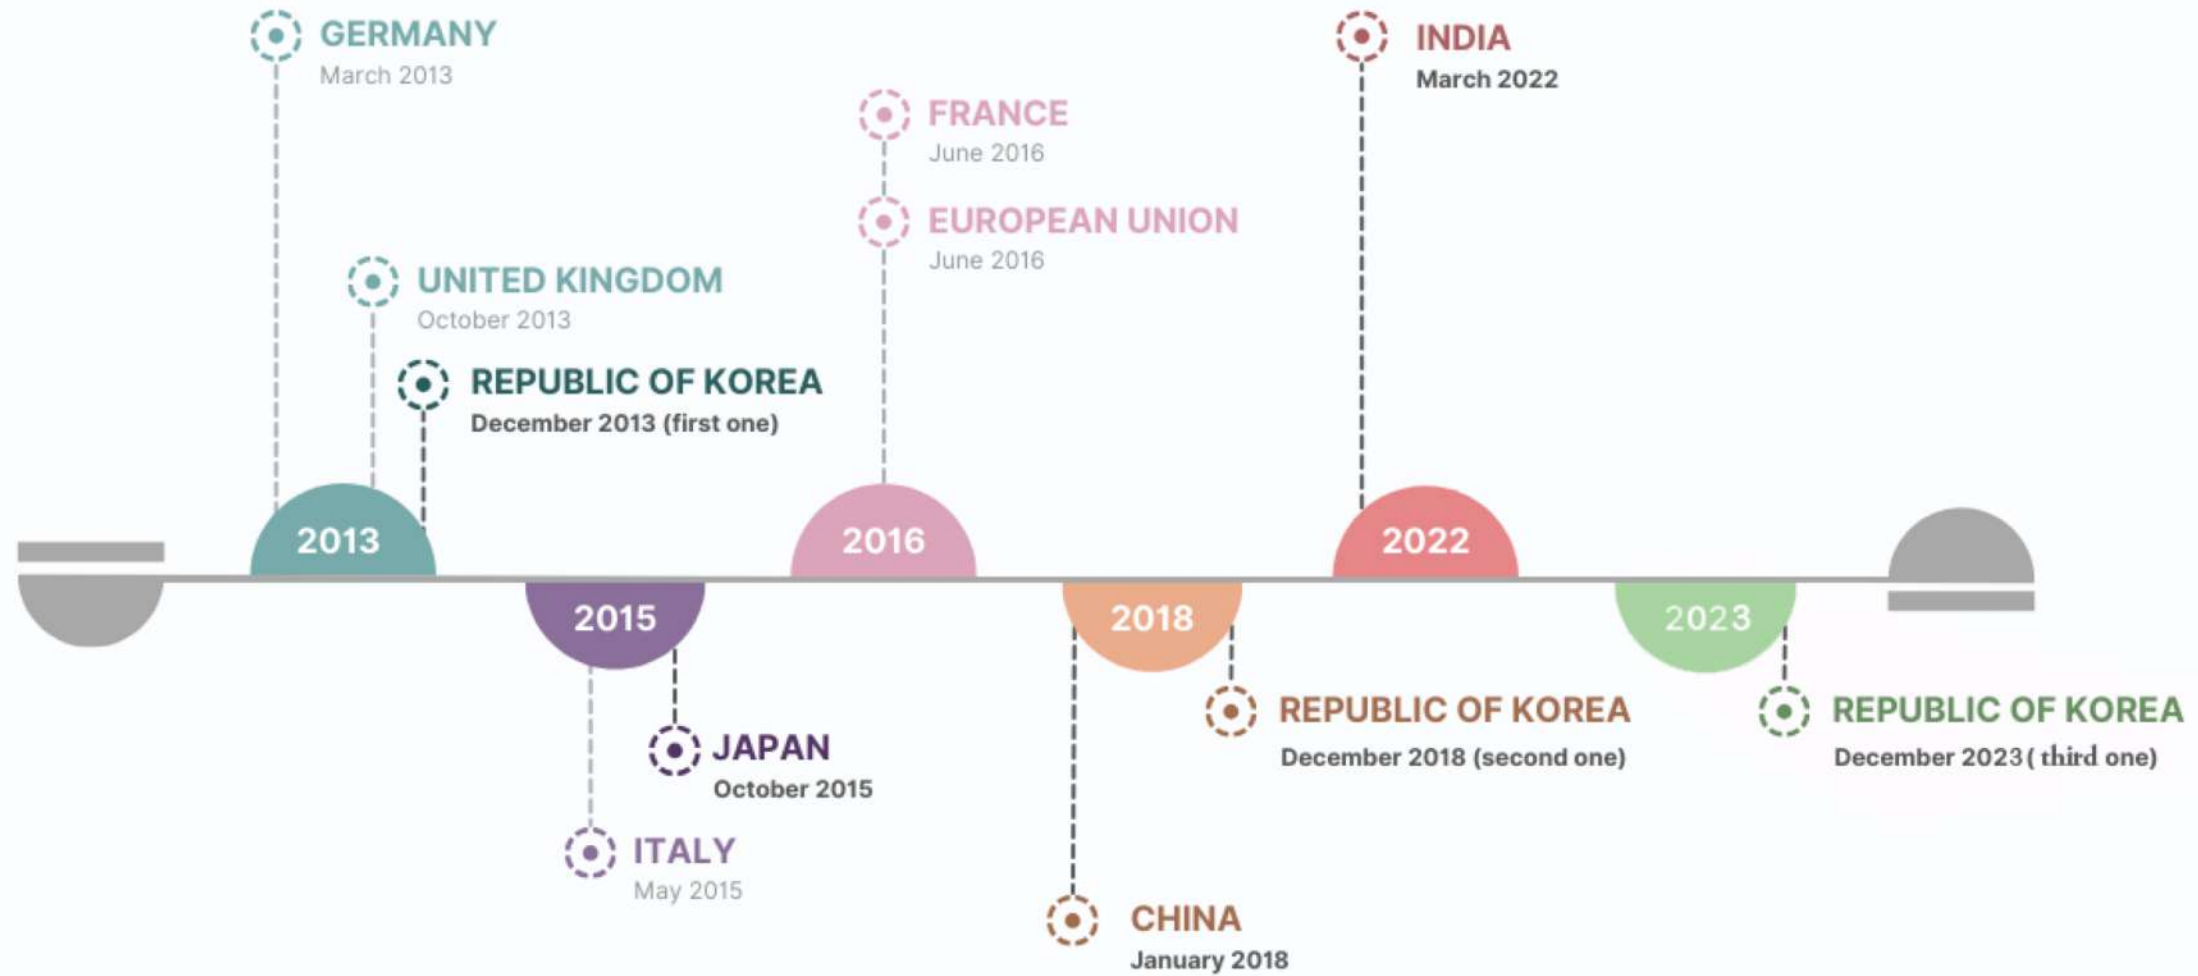 GERMANY
March 2013
INDIA
March 2022
FRANCE
June 2016
EUROPEAN UNION
June 2016
UNITED KINGDOM
October 2013
REPUBLIC OF KOREA
December 2013 (first one)
2013
2016
2022
2015
2018
2023
REPUBLIC OF KOREA
December 2018 (second one)
REPUBLIC OF KOREA
December 2023( third one)
JAPAN
October 2015
ITALY
May 2015
CHINA
January 2018